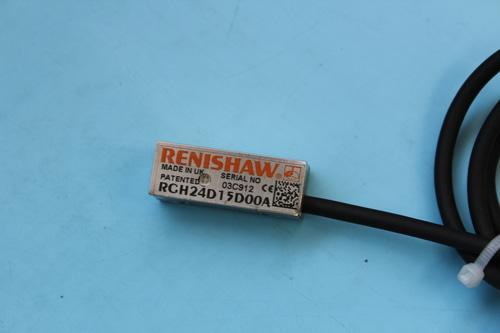 RENISHAW
MADE IN UK
PATENTED
SERIAL NO
03C912
CE
RGH24D15D00A